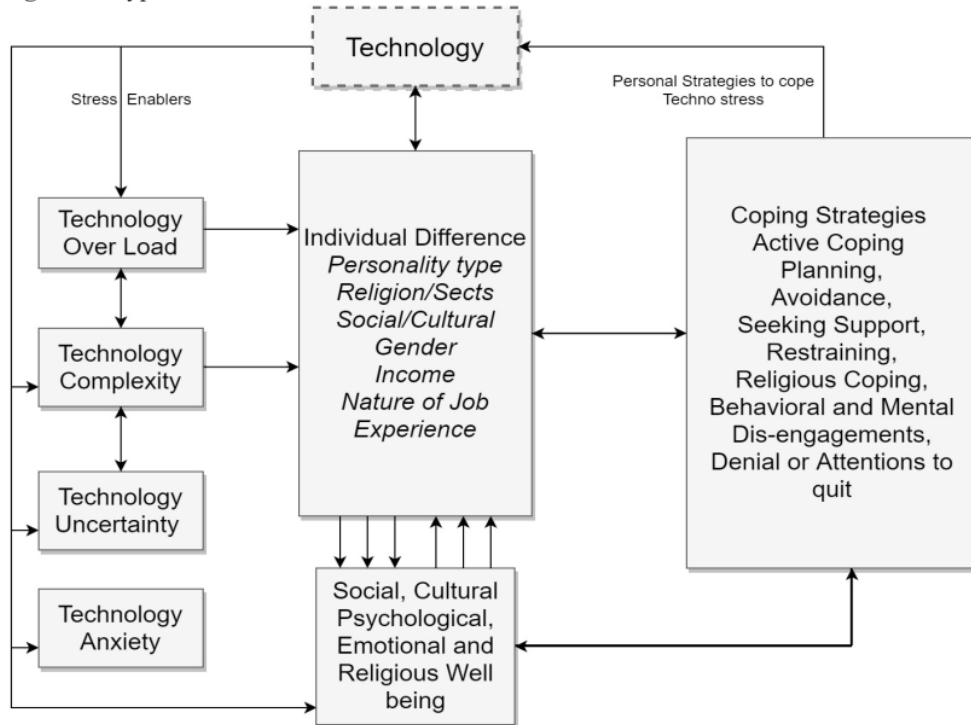 Technology
Stress Enablers
Personal Strategies to cope
Techno stress
Technology
Over Load
Technology
Complexity
Technology
Uncertainty
Technology
Anxiety
Individual Difference
Personality type
Religion/Sects
Social/Cultural
Gender
Income
Nature of Job
Experience
Social, Cultural
Psychological,
Emotional and
Religious Well
being
Coping Strategies
Active Coping
Planning,
Avoidance,
Seeking Support,
Restraining,
Religious Coping,
Behavioral and Mental
Dis-engagements,
Denial or Attentions to
quit